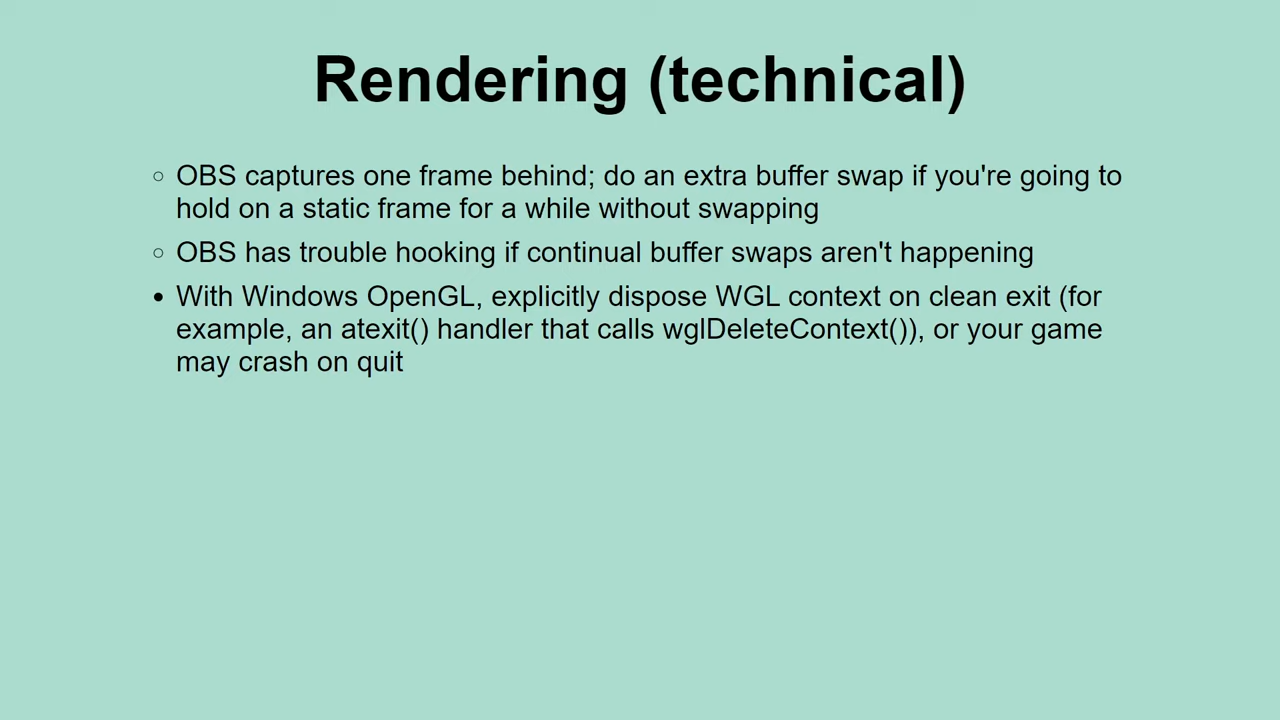 Rendering (technical)
OBS captures one frame behind; do an extra buffer swap if you're going to
hold on a static frame for a while without swapping
OBS has trouble hooking if continual buffer swaps aren't happening
With Windows OpenGL, explicitly dispose WGL context on clean exit (for
example, an atexit() handler that calls wglDeleteContext()), or your game
may crash on quit